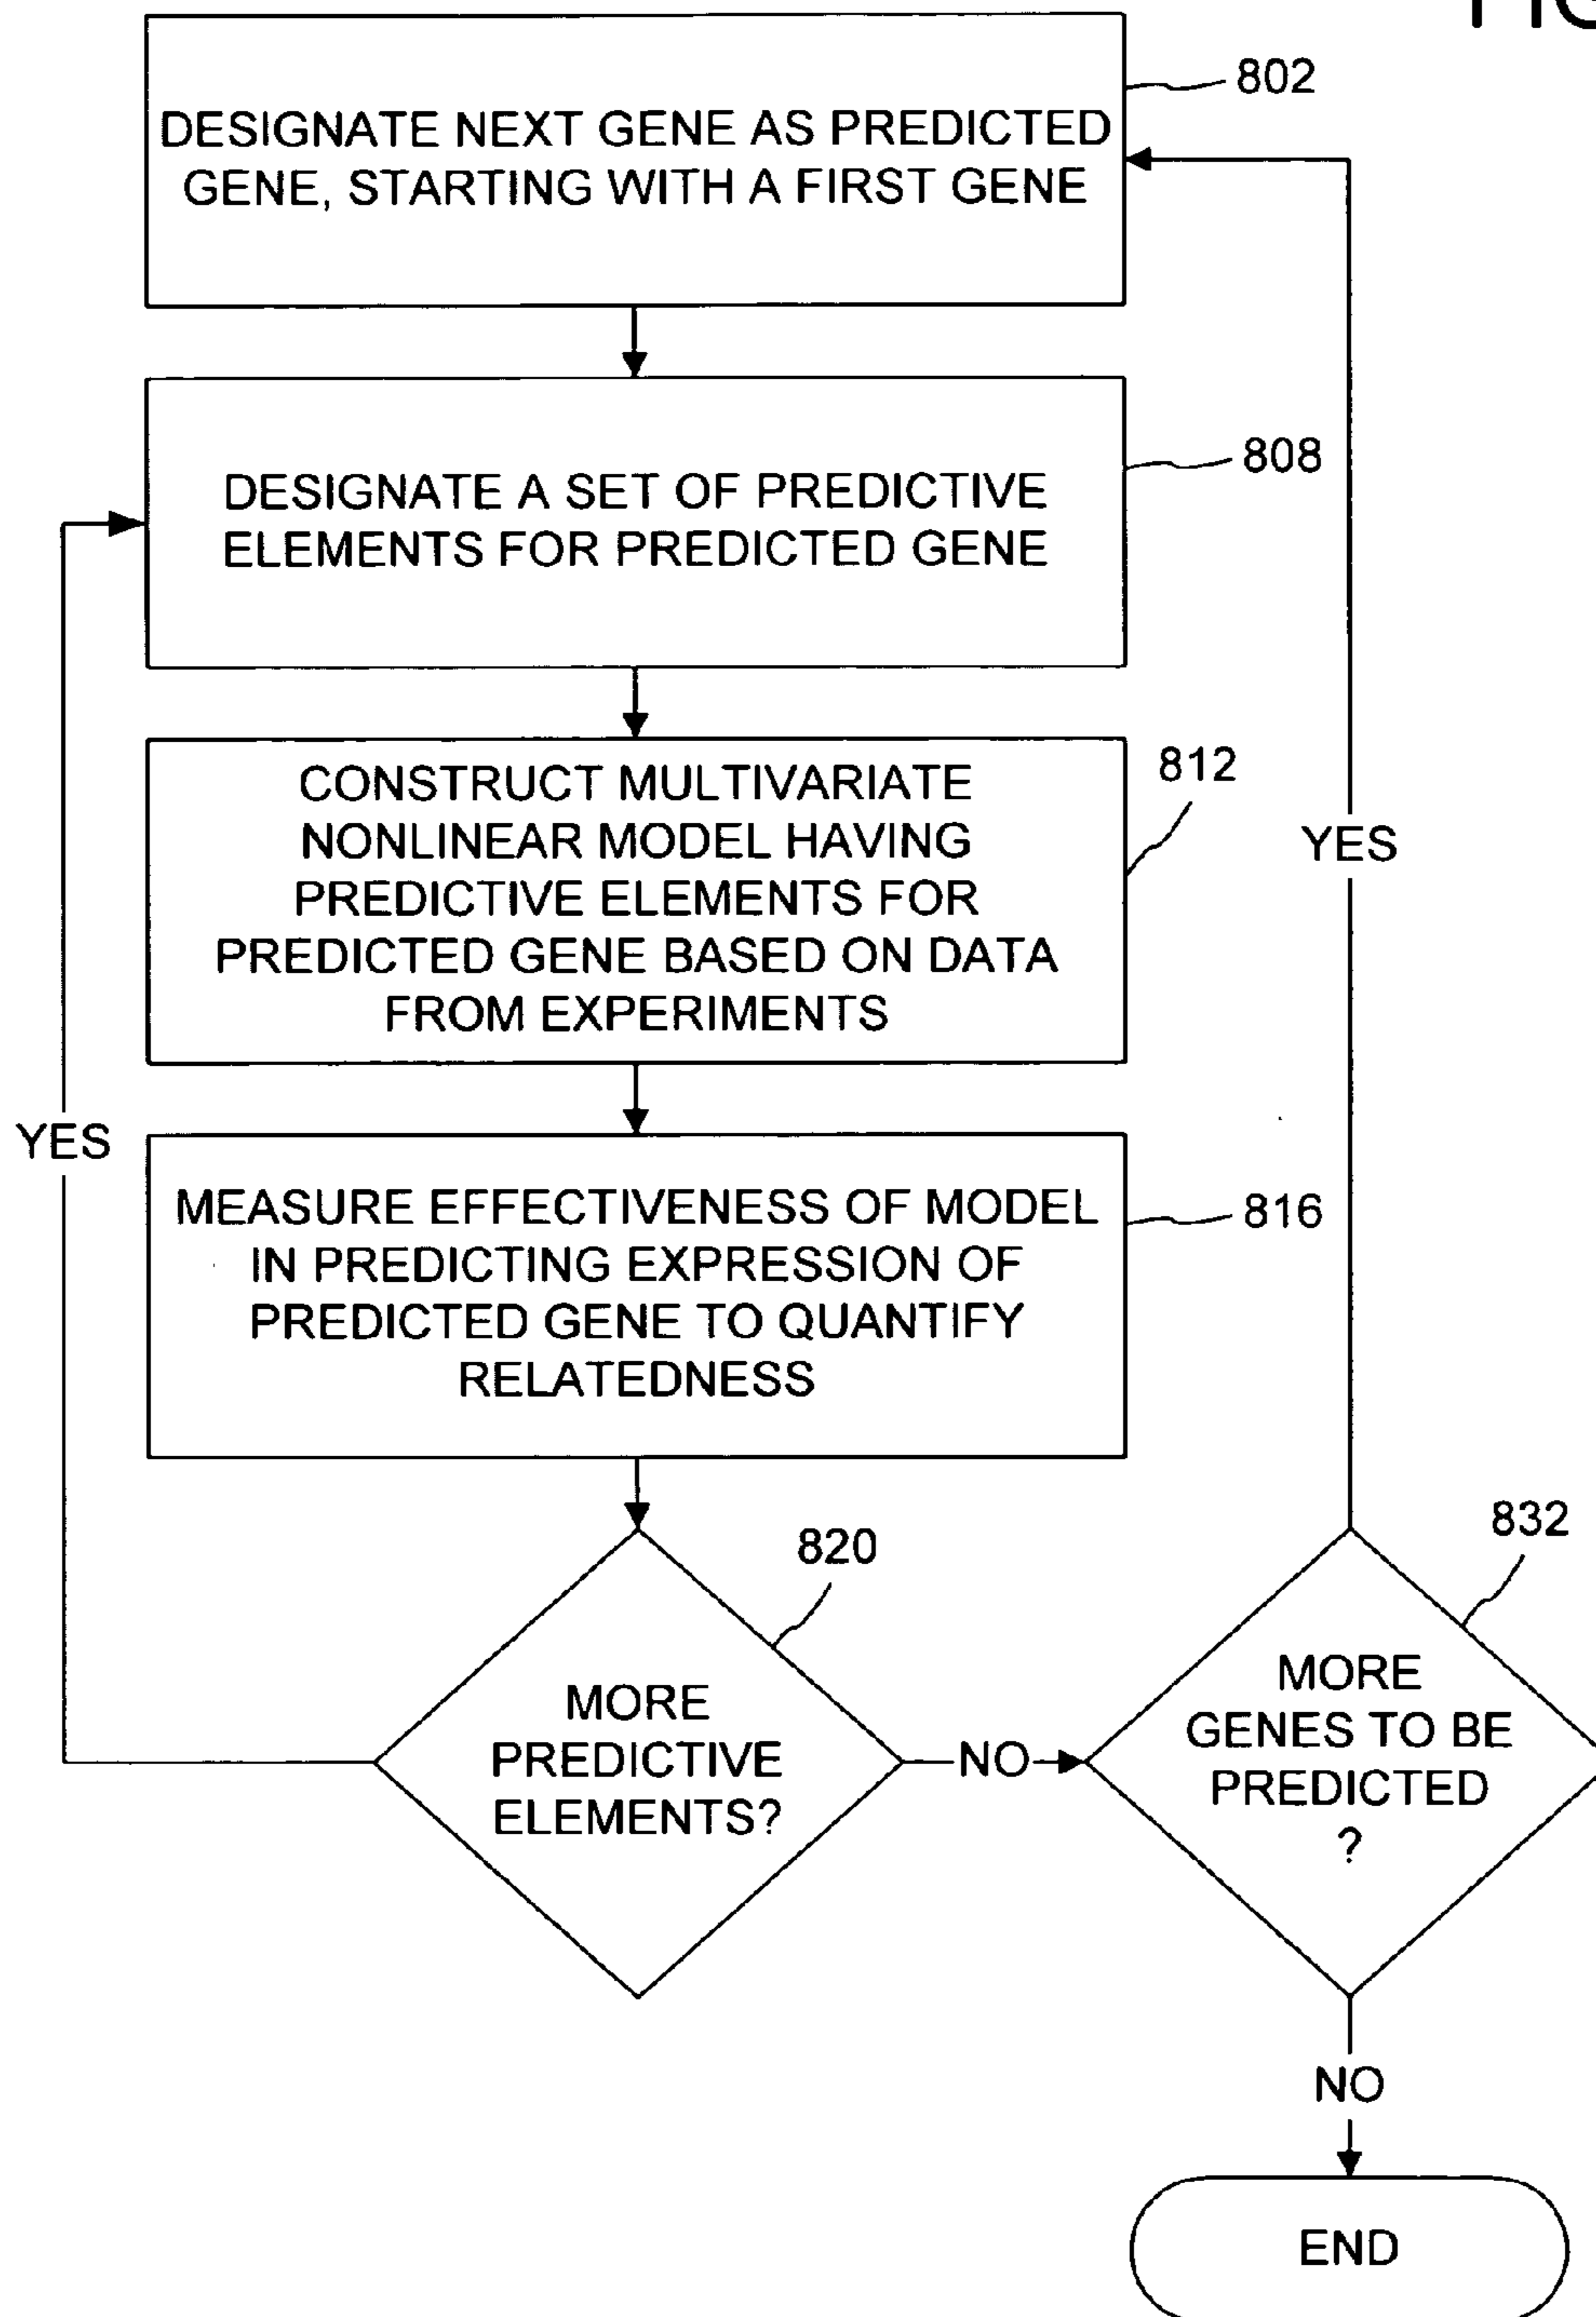 802
DESIGNATE NEXT GENE AS PREDICTED
GENE, STARTING WITH A FIRST GENE
808
DESIGNATE A SET OF PREDICTIVE
ELEMENTS FOR PREDICTED GENE
812
CONSTRUCT MULTIVARIATE
NONLINEAR MODEL HAVING
PREDICTIVE ELEMENTS FOR
PREDICTED GENE BASED ON DATA
FROM EXPERIMENTS
YES
YES
816
MEASURE EFFECTIVENESS OF MODEL
IN PREDICTING EXPRESSION OF
PREDICTED GENE TO QUANTIFY
RELATEDNESS
820
MORE
PREDICTIVE
ELEMENTS?
NO
832
MORE
GENES TO BE
PREDICTED
?
NO
END